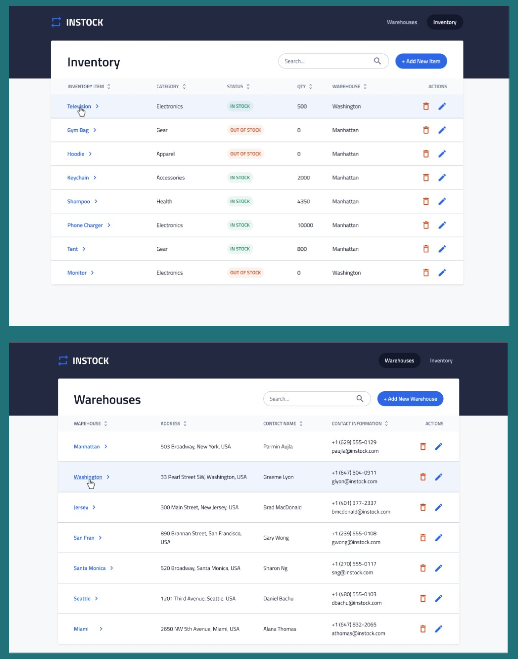 INSTOCK
Warehouses Inventory
Inventory
Search...
+ Add New Item
INVENTORY ITEM CATEGORY STATUS QTY WAREHOUSE ACTIONS
Television Electronics IN STOCK 500 Washington
Gym Bag Gear OUT OF STOCK 0 Manhattan
Hoodie Apparel OUT OF STOCK 0 Manhattan
Keychain Accessories IN STOCK 2000 Manhattan
Shampoo Health IN STOCK 4350 Manhattan
Phone Charger Electronics IN STOCK 10000 Manhattan
Tent Gear IN STOCK 800 Manhattan
Monitor Electronics OUT OF STOCK 0 Washington
INSTOCK
Warehouses Inventory
Warehouses
Search...
+ Add New Warehouse
WAREHOUSE ADDRESS CONTACT NAME CONTACT INFORMATION ACTIONS
Manhattan 503 Broadway, New York, USA Parmin Aujla +1 (629) 555-0129
paujla@instock.com
Washington 33 Pearl Street SW, Washington, USA Graeme Lyon +1 (647) 504-0911
glyon@instock.com
Jersey 300 Main Street, New Jersey, USA Brad MacDonald +1 (401) 377-2337
bmcdonald@instock.com
San Fran 890 Brannan Street, San Francisco, Gary Wong +1 (239) 555-0108
USA gwong@instock.com
Santa Monica 520 Broadway, Santa Monica, USA Sharon Ng +1 (270) 555-0117
sng@instock.com
Seattle 1201 Third Avenue, Seattle, USA Daniel Bachu +1 (480) 555-0103
dbachu@instock.com
Miami 2650 NW 5th Avenue, Miami, USA Alana Thomas +1 (647) 832-2065
athomas@instock.com